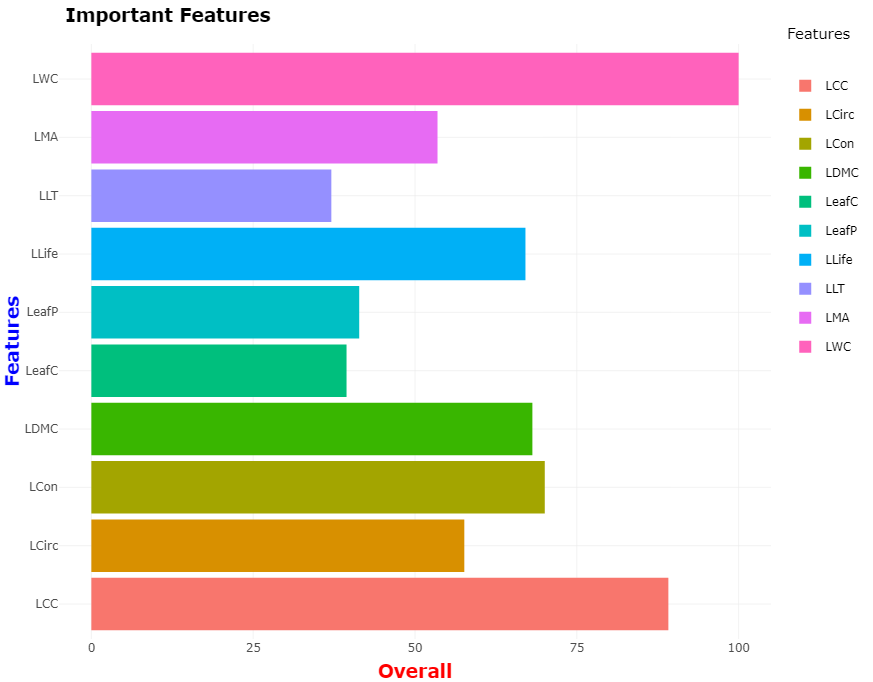 Important Features
Features
LCC
LCirc
LCon
LDMC
LeafC
LeafP
LLife
LLT
LMA
LWC
Features
LWC
LMA
LLT
LLife
LeafP
LeafC
LDMC
LCon
LCirc
LCC
0 25 50 75 100
Overall